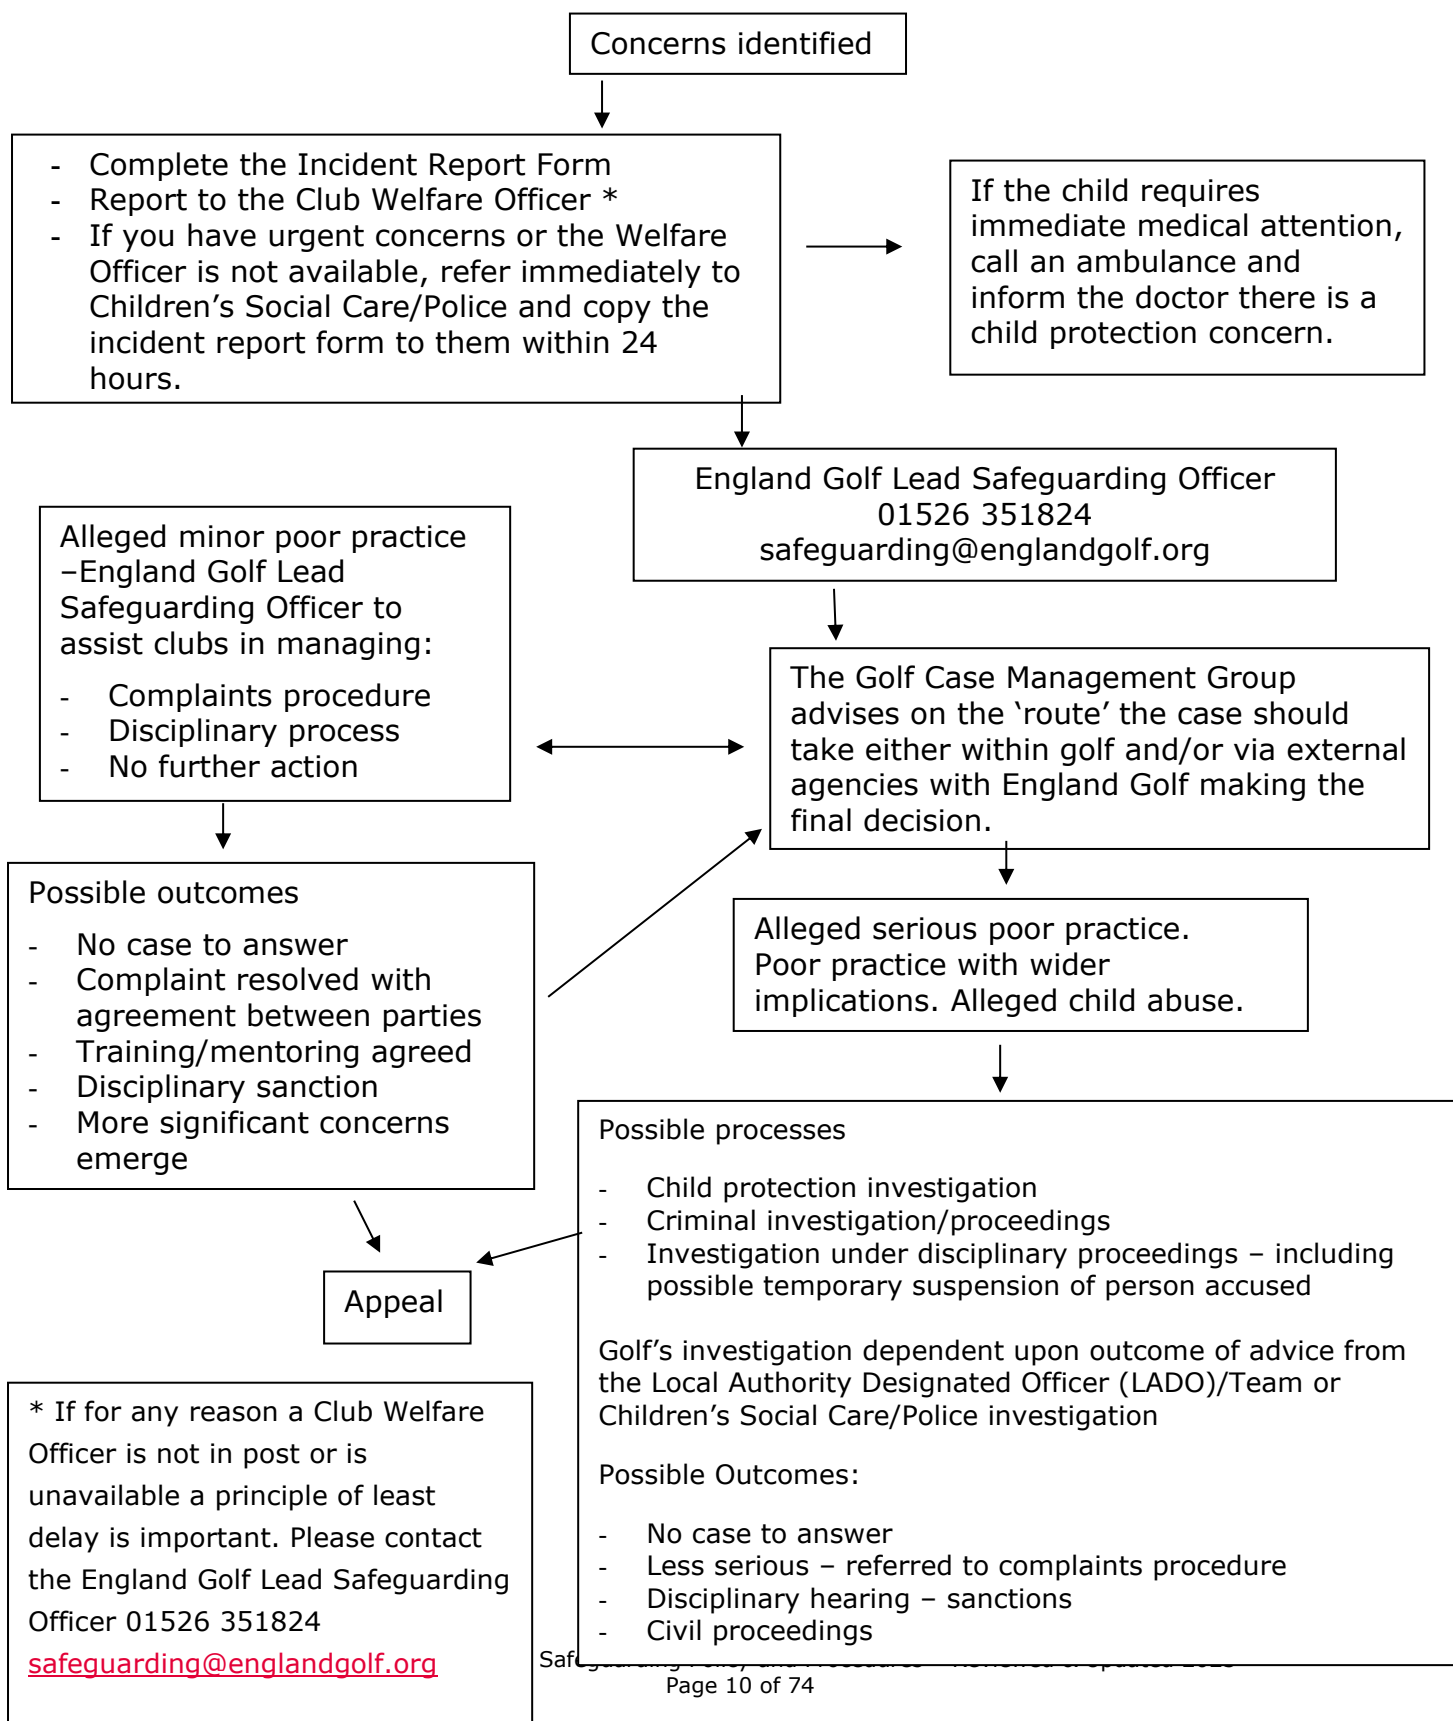 Concerns identified
- Complete the Incident Report Form
- Report to the Club Welfare Officer *
- If you have urgent concerns or the Welfare
Officer is not available, refer immediately to
Children’s Social Care/Police and copy the
incident report form to them within 24
hours.
If the child requires
immediate medical attention,
call an ambulance and
inform the doctor there is a
child protection concern.
England Golf Lead Safeguarding Officer
01526 351824
safeguarding@englandgolf.org
Alleged minor poor practice
–England Golf Lead
Safeguarding Officer to
assist clubs in managing:
- Complaints procedure
- Disciplinary process
- No further action
The Golf Case Management Group
advises on the ‘route’ the case should
take either within golf and/or via external
agencies with England Golf making the
final decision.
Possible outcomes
- No case to answer
- Complaint resolved with
agreement between parties
- Training/mentoring agreed
- Disciplinary sanction
- More significant concerns
emerge
Alleged serious poor practice.
Poor practice with wider
implications. Alleged child abuse.
Possible processes
- Child protection investigation
- Criminal investigation/proceedings
- Investigation under disciplinary proceedings – including
possible temporary suspension of person accused
Golf’s investigation dependent upon outcome of advice from
the Local Authority Designated Officer (LADO)/Team or
Children’s Social Care/Police investigation
Possible Outcomes:
- No case to answer
- Less serious – referred to complaints procedure
- Disciplinary hearing – sanctions
- Civil proceedings
Appeal
* If for any reason a Club Welfare
Officer is not in post or is
unavailable a principle of least
delay is important. Please contact
the England Golf Lead Safeguarding
Officer 01526 351824
safeguarding@englandgolf.org
Page 10 of 74